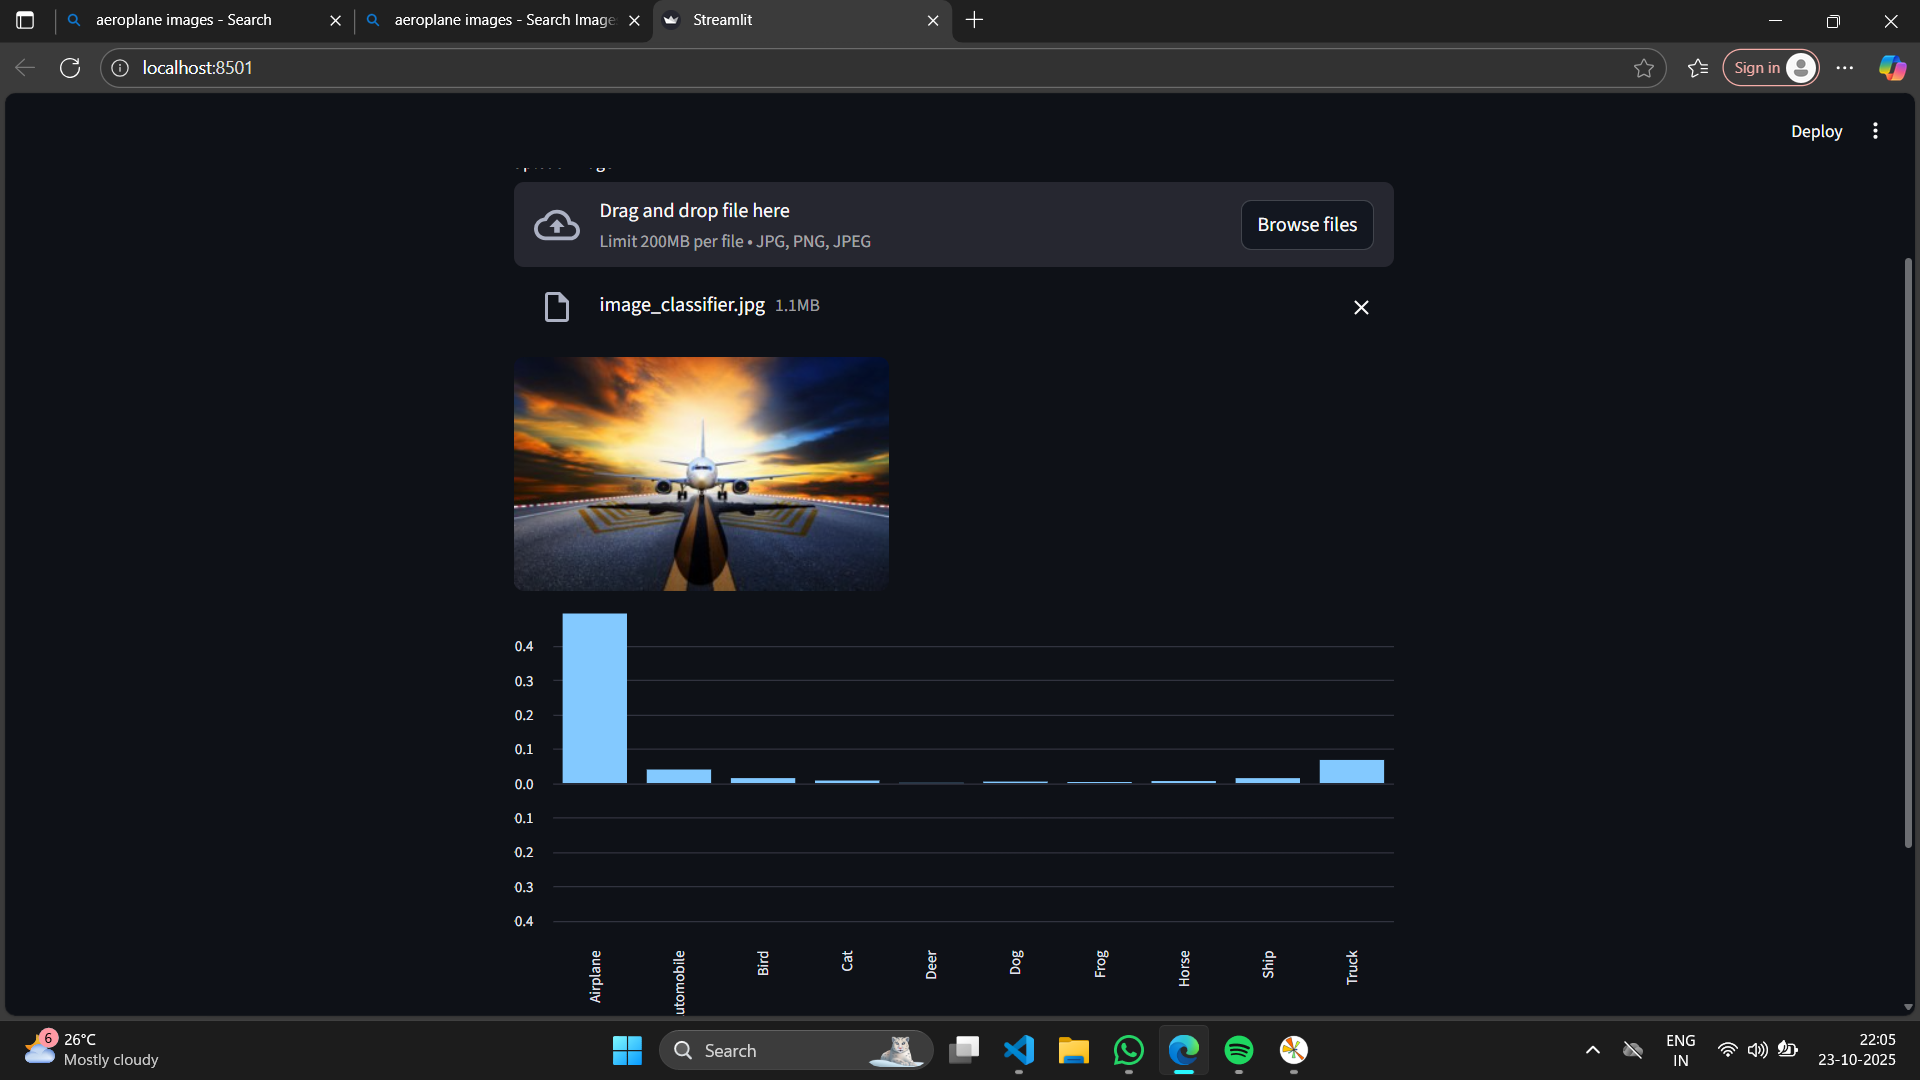 aeroplane images - Search
aeroplane images - Search Image
Streamlit
localhost:8501
Sign in
Deploy
Drag and drop file here
Limit 200MB per file • JPG, PNG, JPEG
Browse files
image_classifier.jpg 1.1MB
0.4
0.3
0.2
0.1
0.0
0.1
0.2
0.3
0.4
Airplane
utomobile
Bird
Cat
Deer
Dog
Frog
Horse
Ship
Truck
6
26°C
Mostly cloudy
Search
ENG
IN
22:05
23-10-2025